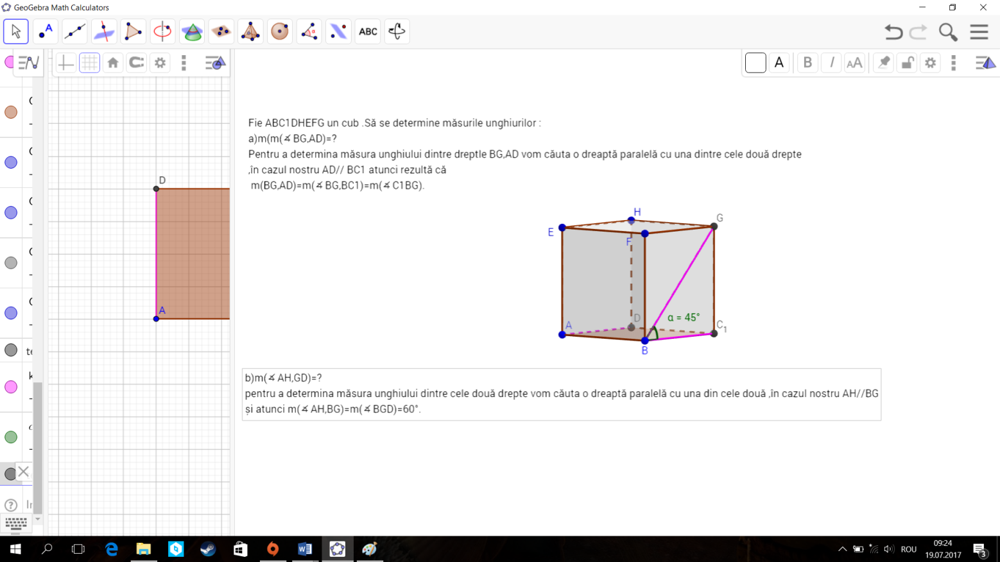 GeoGebra Math Calculators
A
α
ABC
A
B
I
AA
Fie ABC1DHEFG un cub .Să se determine măsurile unghiurilor :
a)m(m(∡ BG,AD)=?
Pentru a determina măsura unghiului dintre dreptle BG,AD vom căuta o dreaptă paralelă cu una dintre cele două drepte
,în cazul nostru AD// BC1 atunci rezultă că
m(BG,AD)=m(∡ BG,BC1)=m(∡ C1BG).
D
A
H
G
E
F
α = 45°
A
D
C1
B
b)m(∡ AH,GD)=?
pentru a determina măsura unghiului dintre cele două drepte vom căuta o dreaptă paralelă cu una din cele două ,în cazul nostru AH//BG
și atunci m(∡ AH,BG)=m(∡ BGD)=60°.
te
k
ROU
09:24
19.07.2017
3